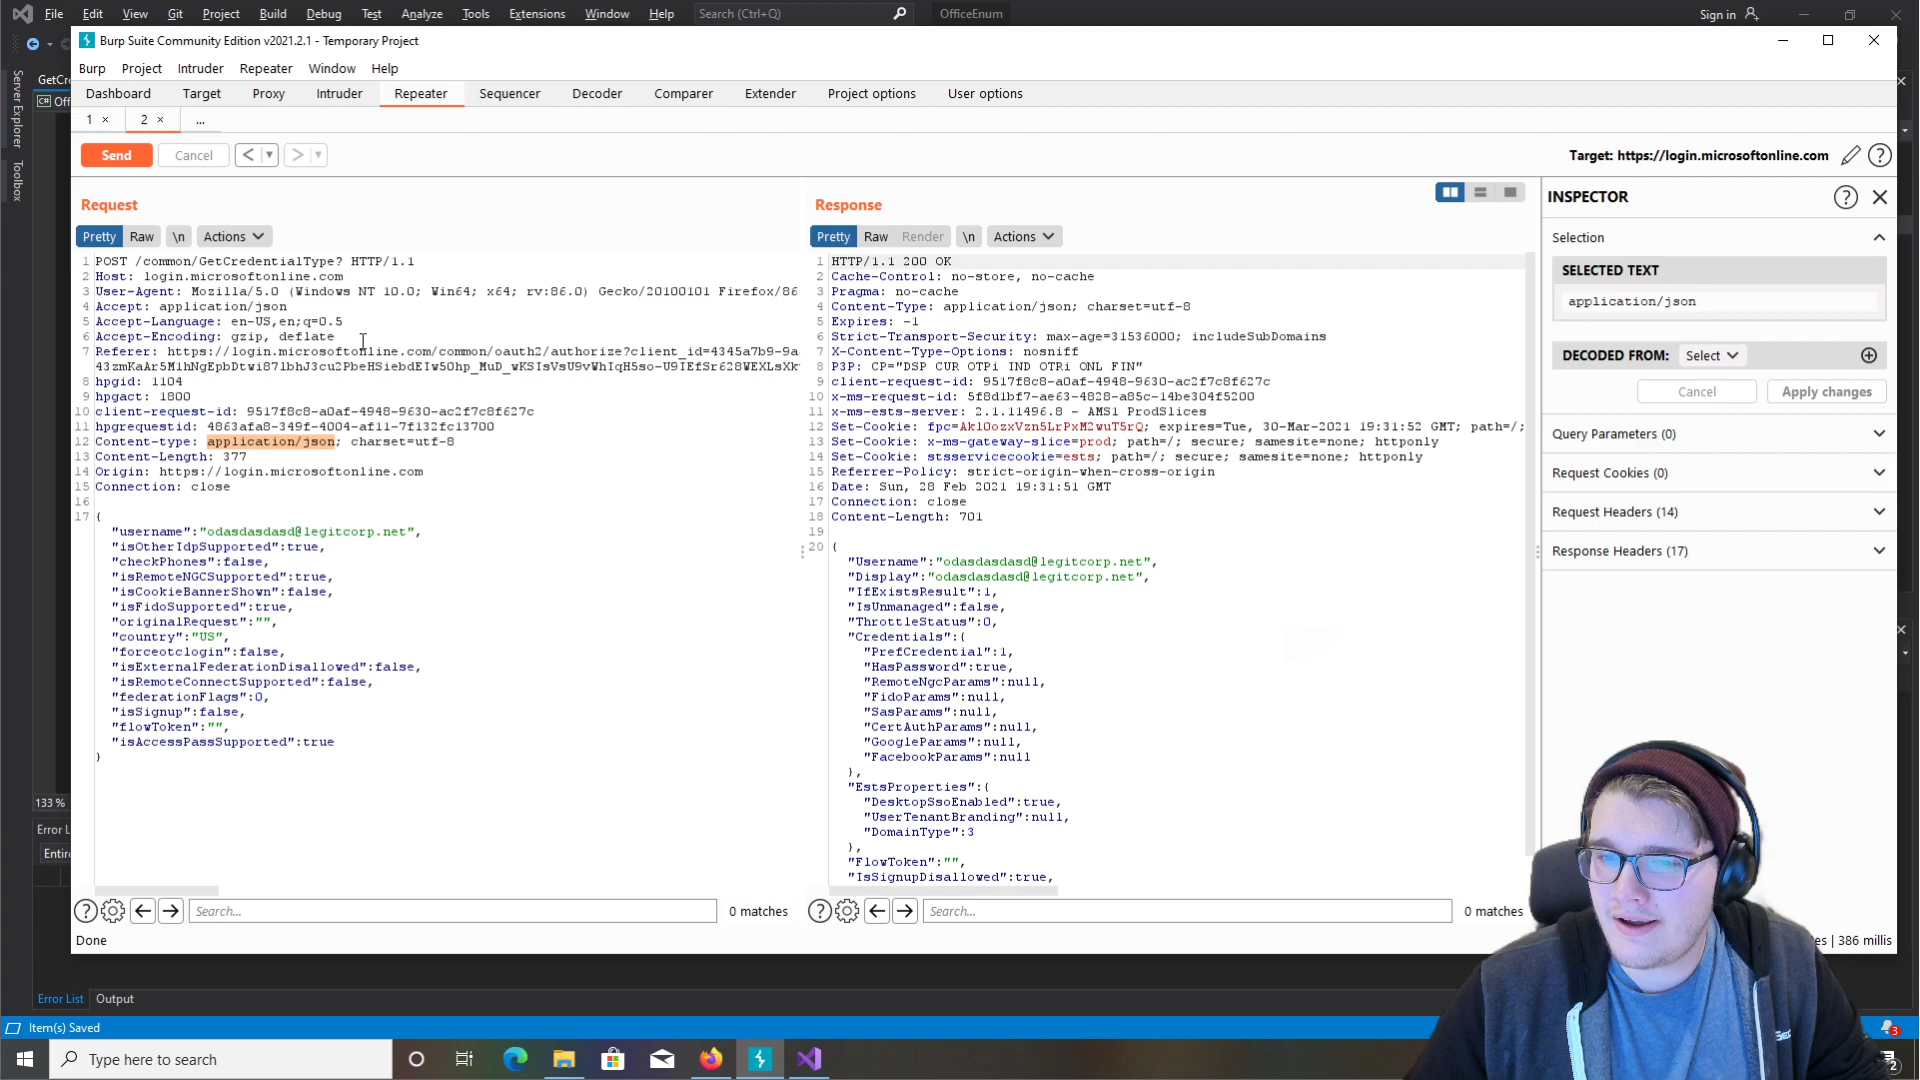 File Edit View Git Project Build Debug Test Analyze Tools Extensions Window Help Search (Ctrl+Q) OfficeEnum Sign in
Burp Suite Community Edition v2021.2.1 - Temporary Project
Burp Project Intruder Repeater Window Help
Dashboard Target Proxy Intruder Repeater Sequencer Decoder Comparer Extender Project options User options
1 × 2 × ...
Send Cancel < > Target: https://login.microsoftonline.com
Server Explorer
Toolbox
Request
Pretty Raw \n Actions
1 POST /common/GetCredentialType? HTTP/1.1
2 Host: login.microsoftonline.com
3 User-Agent: Mozilla/5.0 (Windows NT 10.0; Win64; x64; rv:86.0) Gecko/20100101 Firefox/86
4 Accept: application/json
5 Accept-Language: en-US,en;q=0.5
6 Accept-Encoding: gzip, deflate
7 Referer: https://login.microsoftonline.com/common/oauth2/authorize?client_id=4345a7b9-9a
8 hpgid: 1104
9 hpgact: 1800
10 client-request-id: 9517f8c8-a0af-4948-9630-ac2f7c8f627c
11 hpgrequestid: 4863afa8-349f-4004-af11-7f132fc13700
12 Content-type: application/json; charset=utf-8
13 Content-Length: 377
14 Origin: https://login.microsoftonline.com
15 Connection: close
16
17 {
"username":"odasdasdasd@legitcorp.net",
"isOtherIdpSupported":true,
"checkPhones":false,
"isRemoteNGCSupported":true,
"isCookieBannerShown":false,
"isFidoSupported":true,
"originalRequest":"",
"country":"US",
"forceotclogin":false,
"isExternalFederationDisallowed":false,
"isRemoteConnectSupported":false,
"federationFlags":0,
"isSignup":false,
"flowToken":"",
"isAccessPassSupported":true
}
Search... 0 matches
Response
Pretty Raw Render \n Actions
1 HTTP/1.1 200 OK
2 Cache-Control: no-store, no-cache
3 Pragma: no-cache
4 Content-Type: application/json; charset=utf-8
5 Expires: -1
6 Strict-Transport-Security: max-age=31536000; includeSubDomains
7 X-Content-Type-Options: nosniff
8 P3P: CP="DSP CUR OTPi IND OTRi ONL FIN"
9 client-request-id: 9517f8c8-a0af-4948-9630-ac2f7c8f627c
10 x-ms-request-id: 5f8d1bf7-ae63-4828-a85c-14be304f5200
11 x-ms-ests-server: 2.1.11496.8 - AMS1 ProdSlices
12 Set-Cookie: fpc=Ak1OozxVzn5LrPxM2wuT5rQ; expires=Tue, 30-Mar-2021 19:31:52 GMT; path=/;
13 Set-Cookie: x-ms-gateway-slice=prod; path=/; secure; samesite=none; httponly
14 Set-Cookie: stsservicecookie=ests; path=/; secure; samesite=none; httponly
15 Referrer-Policy: strict-origin-when-cross-origin
16 Date: Sun, 28 Feb 2021 19:31:51 GMT
17 Connection: close
18 Content-Length: 701
19
20 {
"Username":"odasdasdasd@legitcorp.net",
"Display":"odasdasdasd@legitcorp.net",
"IfExistsResult":1,
"IsUnmanaged":false,
"ThrottleStatus":0,
"Credentials":{
"PrefCredential":1,
"HasPassword":true,
"RemoteNgcParams":null,
"FidoParams":null,
"SasParams":null,
"CertAuthParams":null,
"GoogleParams":null,
"FacebookParams":null
},
"EstsProperties":{
"DesktopSsoEnabled":true,
"UserTenantBranding":null,
"DomainType":3
},
"FlowToken":"",
"IsSignupDisallowed":true,
Search... 0 matches
INSPECTOR
Selection
SELECTED TEXT
application/json
DECODED FROM: Select
Cancel Apply changes
Query Parameters (0)
Request Cookies (0)
Request Headers (14)
Response Headers (17)
Done
es | 386 millis
GetCr
C# Off
133 %
Error L
Entire
Error List Output
Item(s) Saved 3
Type here to search 2